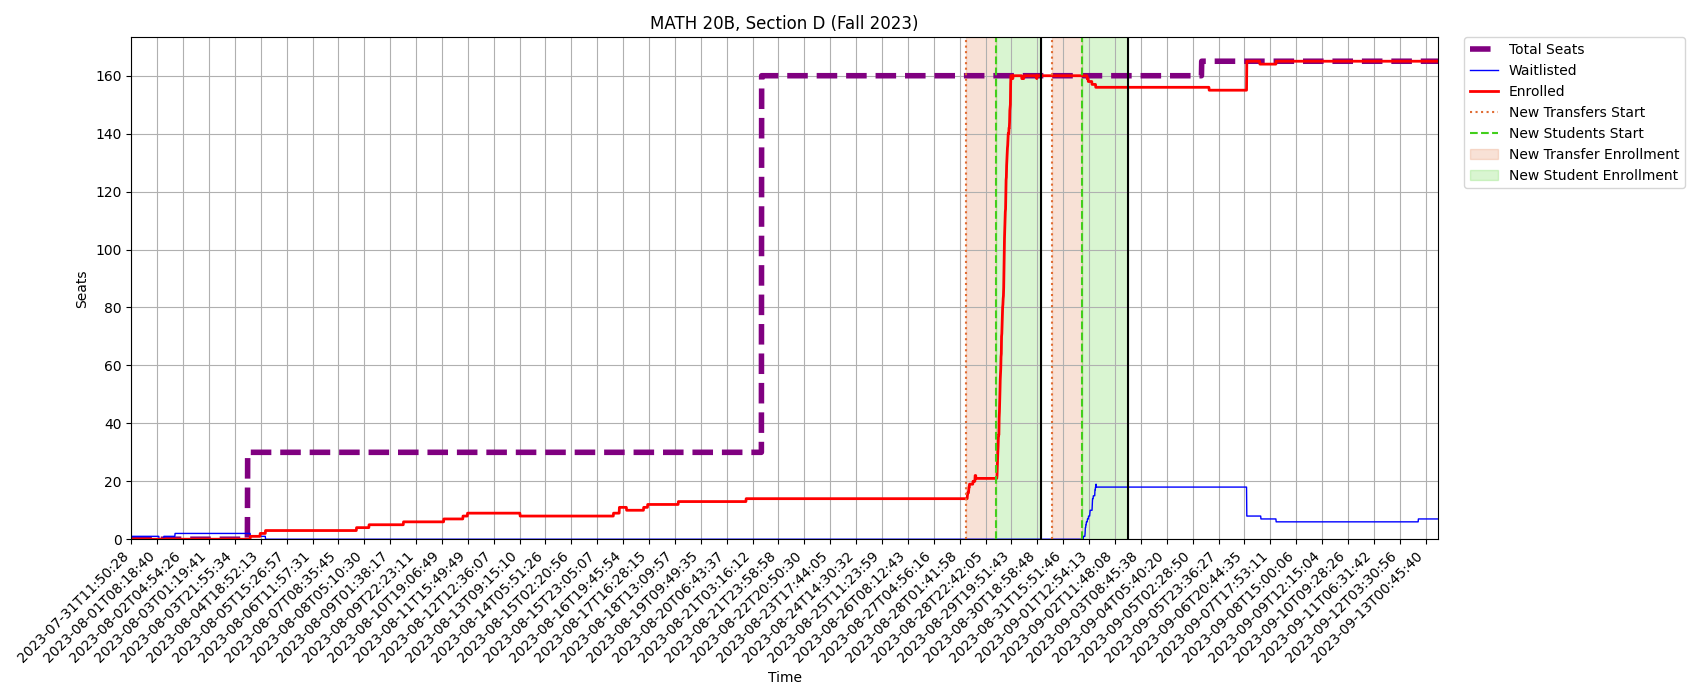 MATH 20B, Section D (Fall 2023)
Total Seats
Waitlisted
Enrolled
New Transfers Start
New Students Start
New Transfer Enrollment
New Student Enrollment
Seats
160
140
120
100
80
60
40
20
0
2023-07-31T11:50:28
2023-08-01T08:18:40
2023-08-02T04:54:26
2023-08-03T01:19:41
2023-08-03T21:55:34
2023-08-04T18:52:13
2023-08-05T15:26:57
2023-08-06T11:57:31
2023-08-07T08:35:45
2023-08-08T05:10:30
2023-08-09T01:38:17
2023-08-09T22:23:11
2023-08-10T19:06:49
2023-08-11T15:49:49
2023-08-12T12:36:07
2023-08-13T09:15:10
2023-08-14T05:51:26
2023-08-15T02:20:56
2023-08-15T23:05:07
2023-08-16T19:45:54
2023-08-17T16:28:15
2023-08-18T13:09:57
2023-08-19T09:49:35
2023-08-20T06:43:37
2023-08-21T03:16:12
2023-08-21T23:58:58
2023-08-22T20:50:30
2023-08-23T17:44:05
2023-08-24T14:30:32
2023-08-25T11:23:59
2023-08-26T08:12:43
2023-08-27T04:56:16
2023-08-28T01:41:58
2023-08-28T22:42:05
2023-08-29T19:51:43
2023-08-30T18:58:48
2023-08-31T15:51:46
2023-09-01T12:54:13
2023-09-02T11:48:08
2023-09-03T08:45:38
2023-09-04T05:40:20
2023-09-05T02:28:50
2023-09-05T23:36:27
2023-09-06T20:44:35
2023-09-07T17:53:11
2023-09-08T15:00:06
2023-09-09T12:15:04
2023-09-10T09:28:26
2023-09-11T06:31:42
2023-09-12T03:30:56
2023-09-13T00:45:40
Time